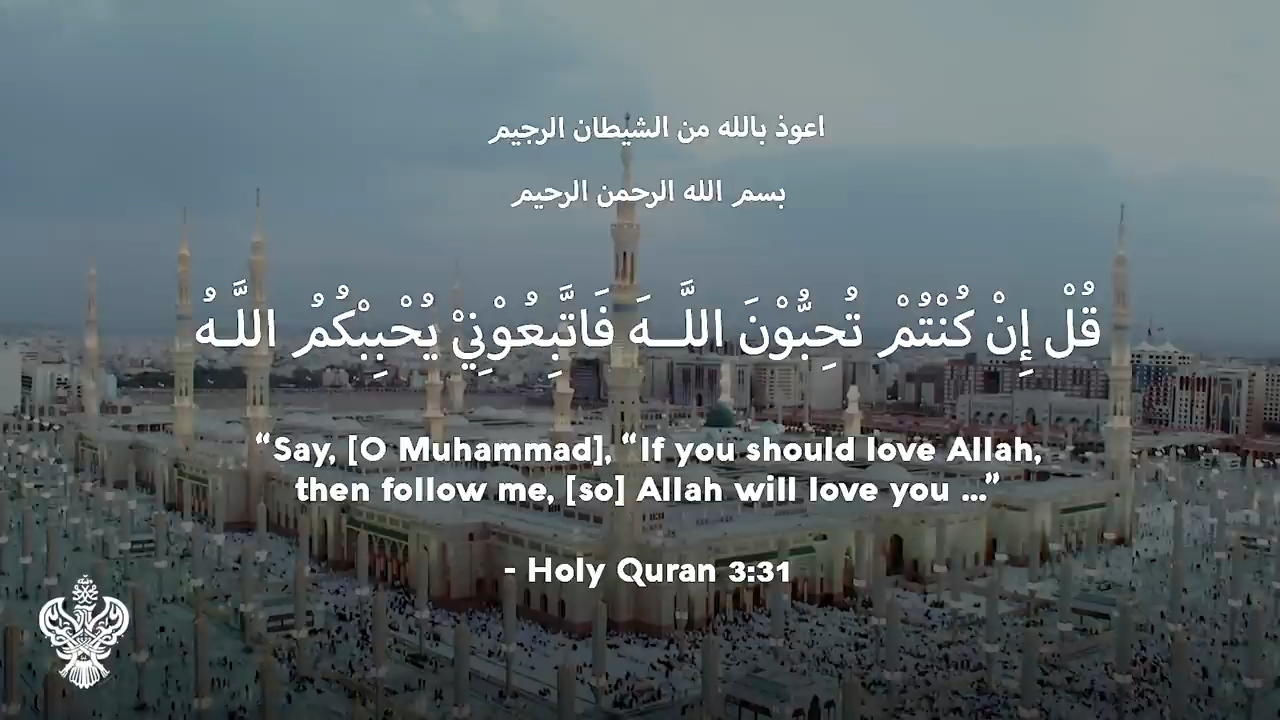 اعوذ بالله من الشيطان الرجيم
بسم الله الرحمن الرحيم
قُلْ إِنْ كُنْتُمْ تُحِبُّوْنَ اللَّــهَ فَاتَّبِعُوْنِيْ يُحْبِبْكُمُ اللَّـهُ
“Say, [O Muhammad], “If you should love Allah,
then follow me, [so] Allah will love you ...”
- Holy Quran 3:31